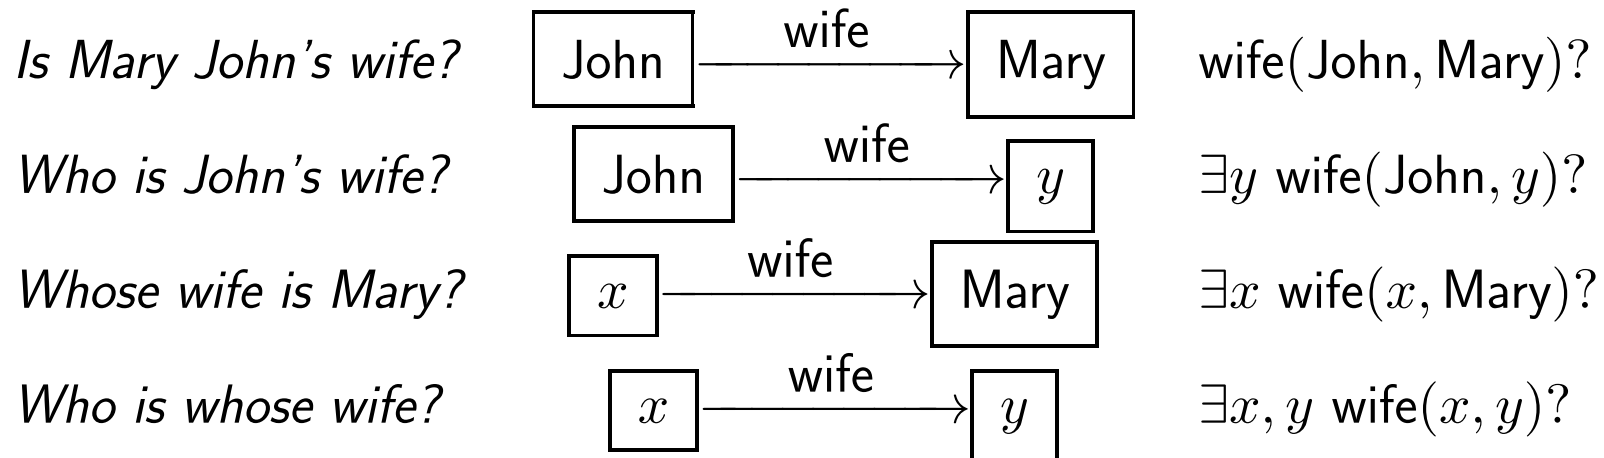 Is Mary John's wife? John wife Mary wife(John, Mary)?
Who is John's wife? John wife y ∃y wife(John, y)?
Whose wife is Mary? x wife Mary ∃x wife(x, Mary)?
Who is whose wife? x wife y ∃x, y wife(x, y)?